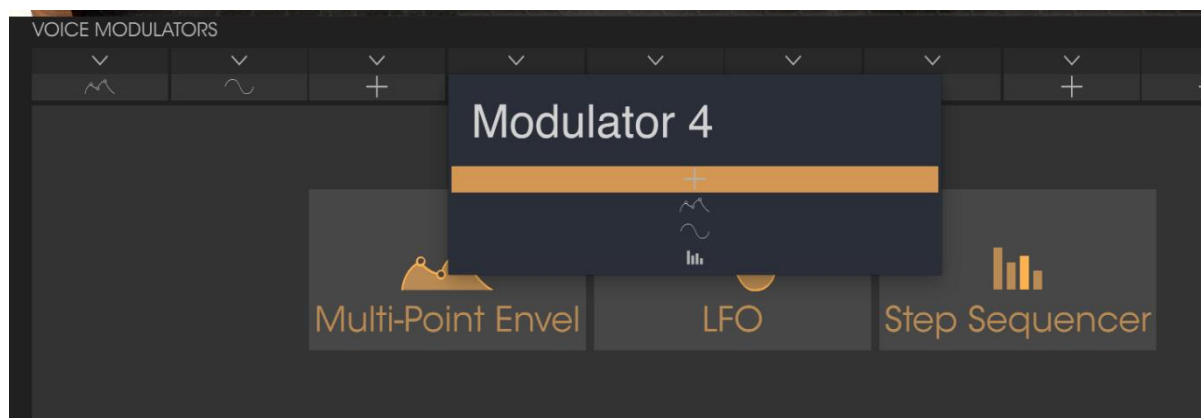 VOICE MODULATORS
Modulator 4
Multi-Point Envel
LFO
Step Sequencer